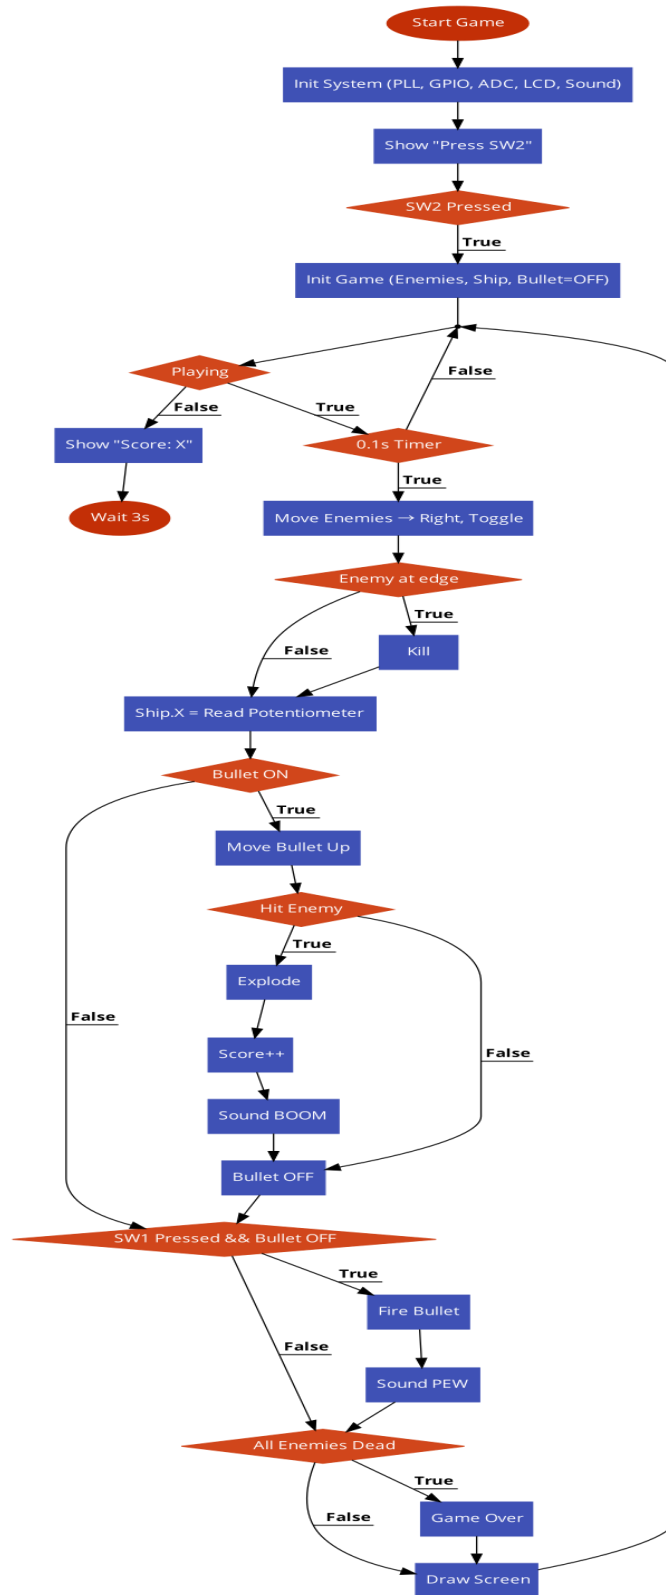 Start Game
Init System (PLL, GPIO, ADC, LCD, Sound)
Show "Press SW2"
SW2 Pressed
True
Init Game (Enemies, Ship, Bullet=OFF)
Playing
False
False
True
Show "Score: X"
0.1s Timer
True
Wait 3s
Move Enemies → Right, Toggle
Enemy at edge
True
False
Kill
Ship.X = Read Potentiometer
Bullet ON
True
Move Bullet Up
Hit Enemy
True
Explode
False
Score++
False
Sound BOOM
Bullet OFF
SW1 Pressed && Bullet OFF
True
Fire Bullet
False
Sound PEW
All Enemies Dead
True
False
Game Over
Draw Screen